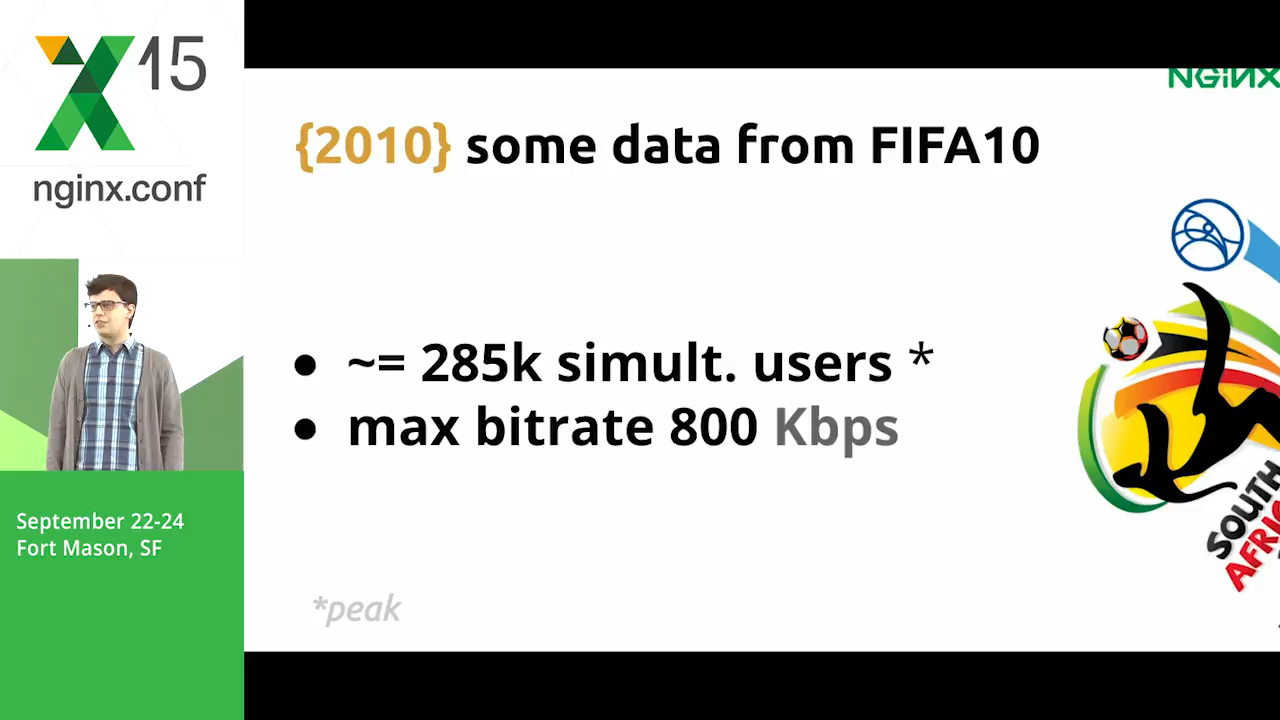 15
nginx.conf
September 22-24
Fort Mason, SF
NGINX
{2010} some data from FIFA10
● ~= 285k simult. users *
● max bitrate 800 Kbps
SOUTH
*peak